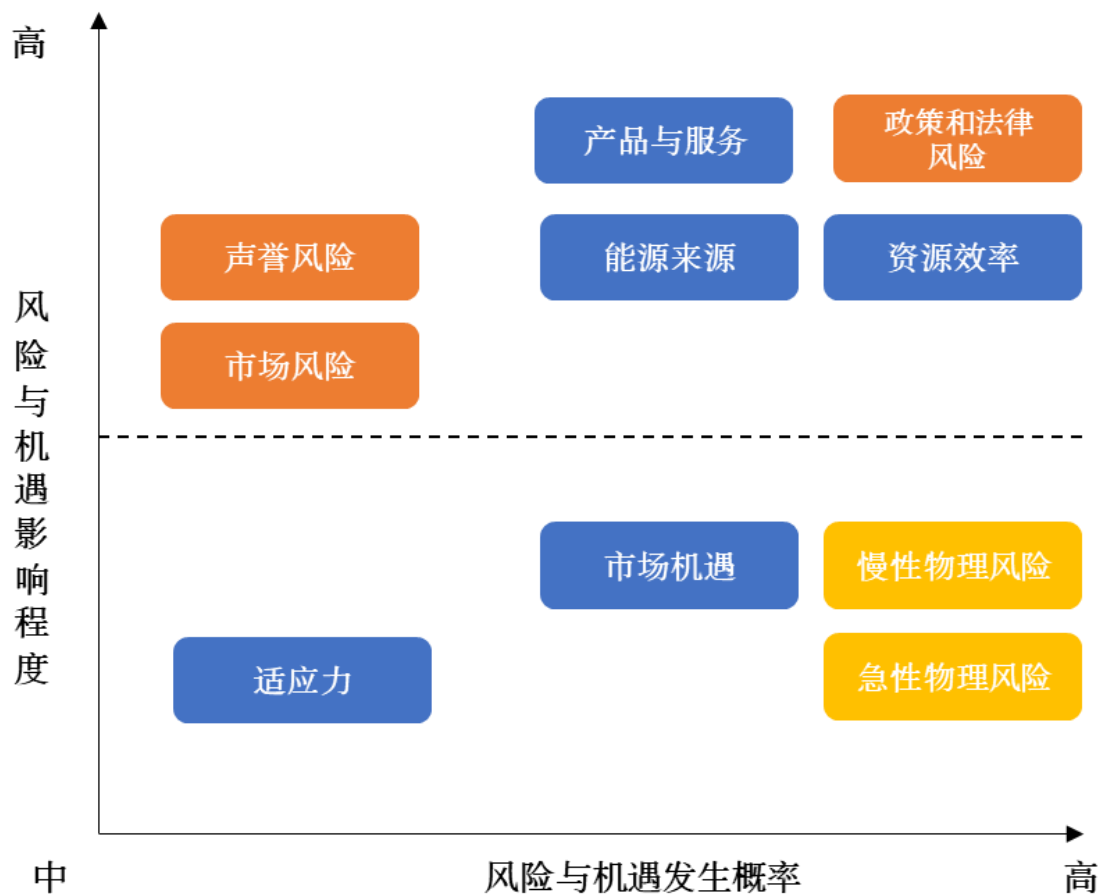 高
产品与服务
政策和法律
风险
声誉风险
能源来源
资源效率
市场风险
风险与机遇影响程度
市场机遇
慢性物理风险
适应力
急性物理风险
中
风险与机遇发生概率
高